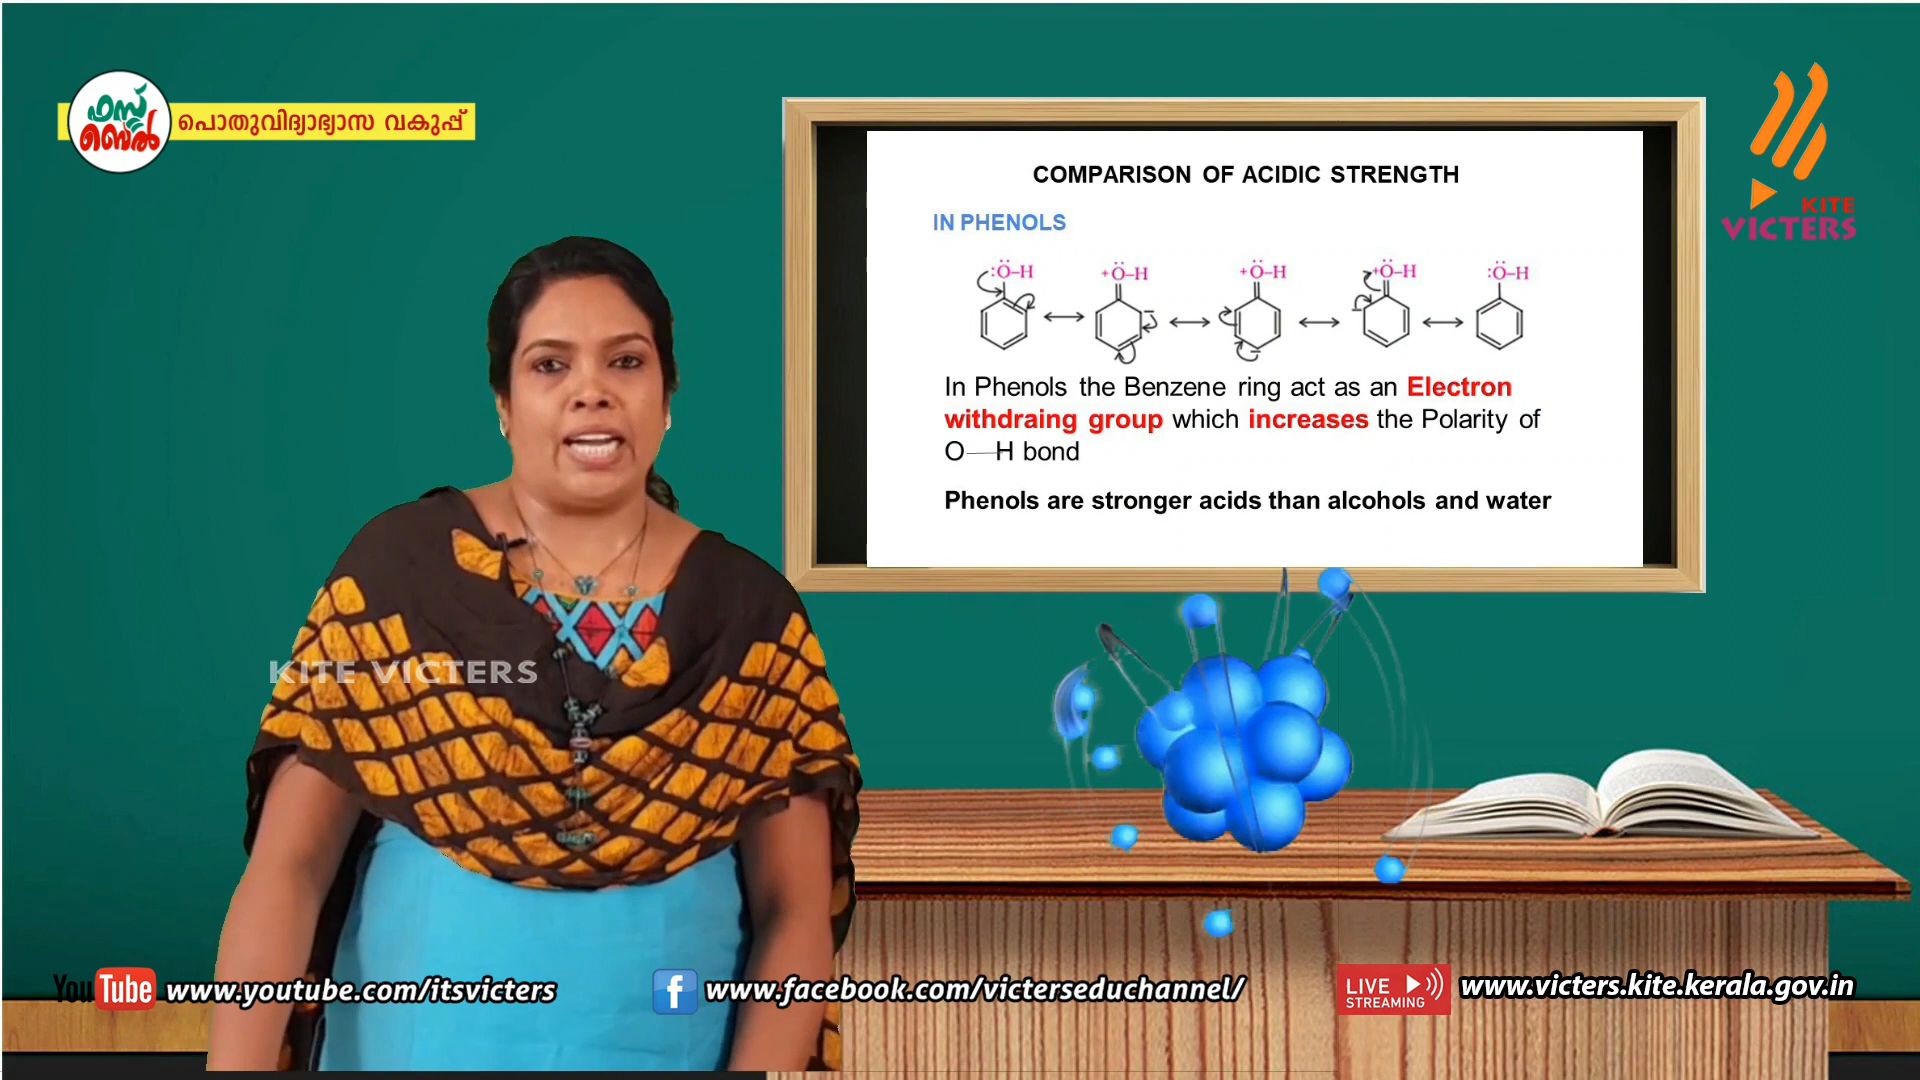 ഫസ്റ്റ്
ബെൽ
പൊതുവിദ്യാഭ്യാസ വകുപ്പ്
COMPARISON OF ACIDIC STRENGTH
IN PHENOLS
:Ö–H +Ö–H +Ö–H +Ö–H :Ö–H
In Phenols the Benzene ring act as an Electron
withdraing group which increases the Polarity of
O—H bond
Phenols are stronger acids than alcohols and water
KITE
VICTERS
KITE VICTERS
YouTube www.youtube.com/itsvicters
f www.facebook.com/victerseduchannel/
LIVE
STREAMING
www.victers.kite.kerala.gov.in